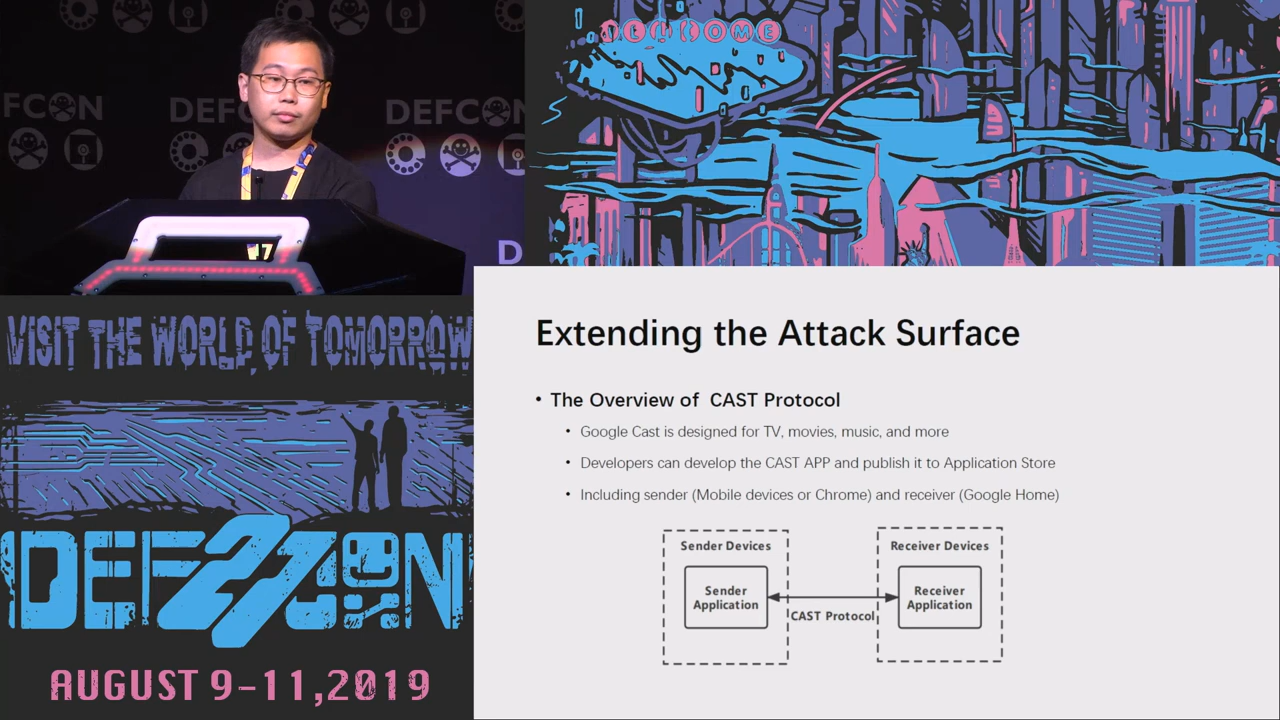 WELCOME
DEFCON
DEFCON
VISIT THE WORLD OF TOMORROW
DEFCON
27
AUGUST 9-11,2019
Extending the Attack Surface
• The Overview of CAST Protocol
• Google Cast is designed for TV, movies, music, and more
• Developers can develop the CAST APP and publish it to Application Store
• Including sender (Mobile devices or Chrome) and receiver (Google Home)
Sender Devices
Receiver Devices
Sender
Application
CAST Protocol
Receiver
Application